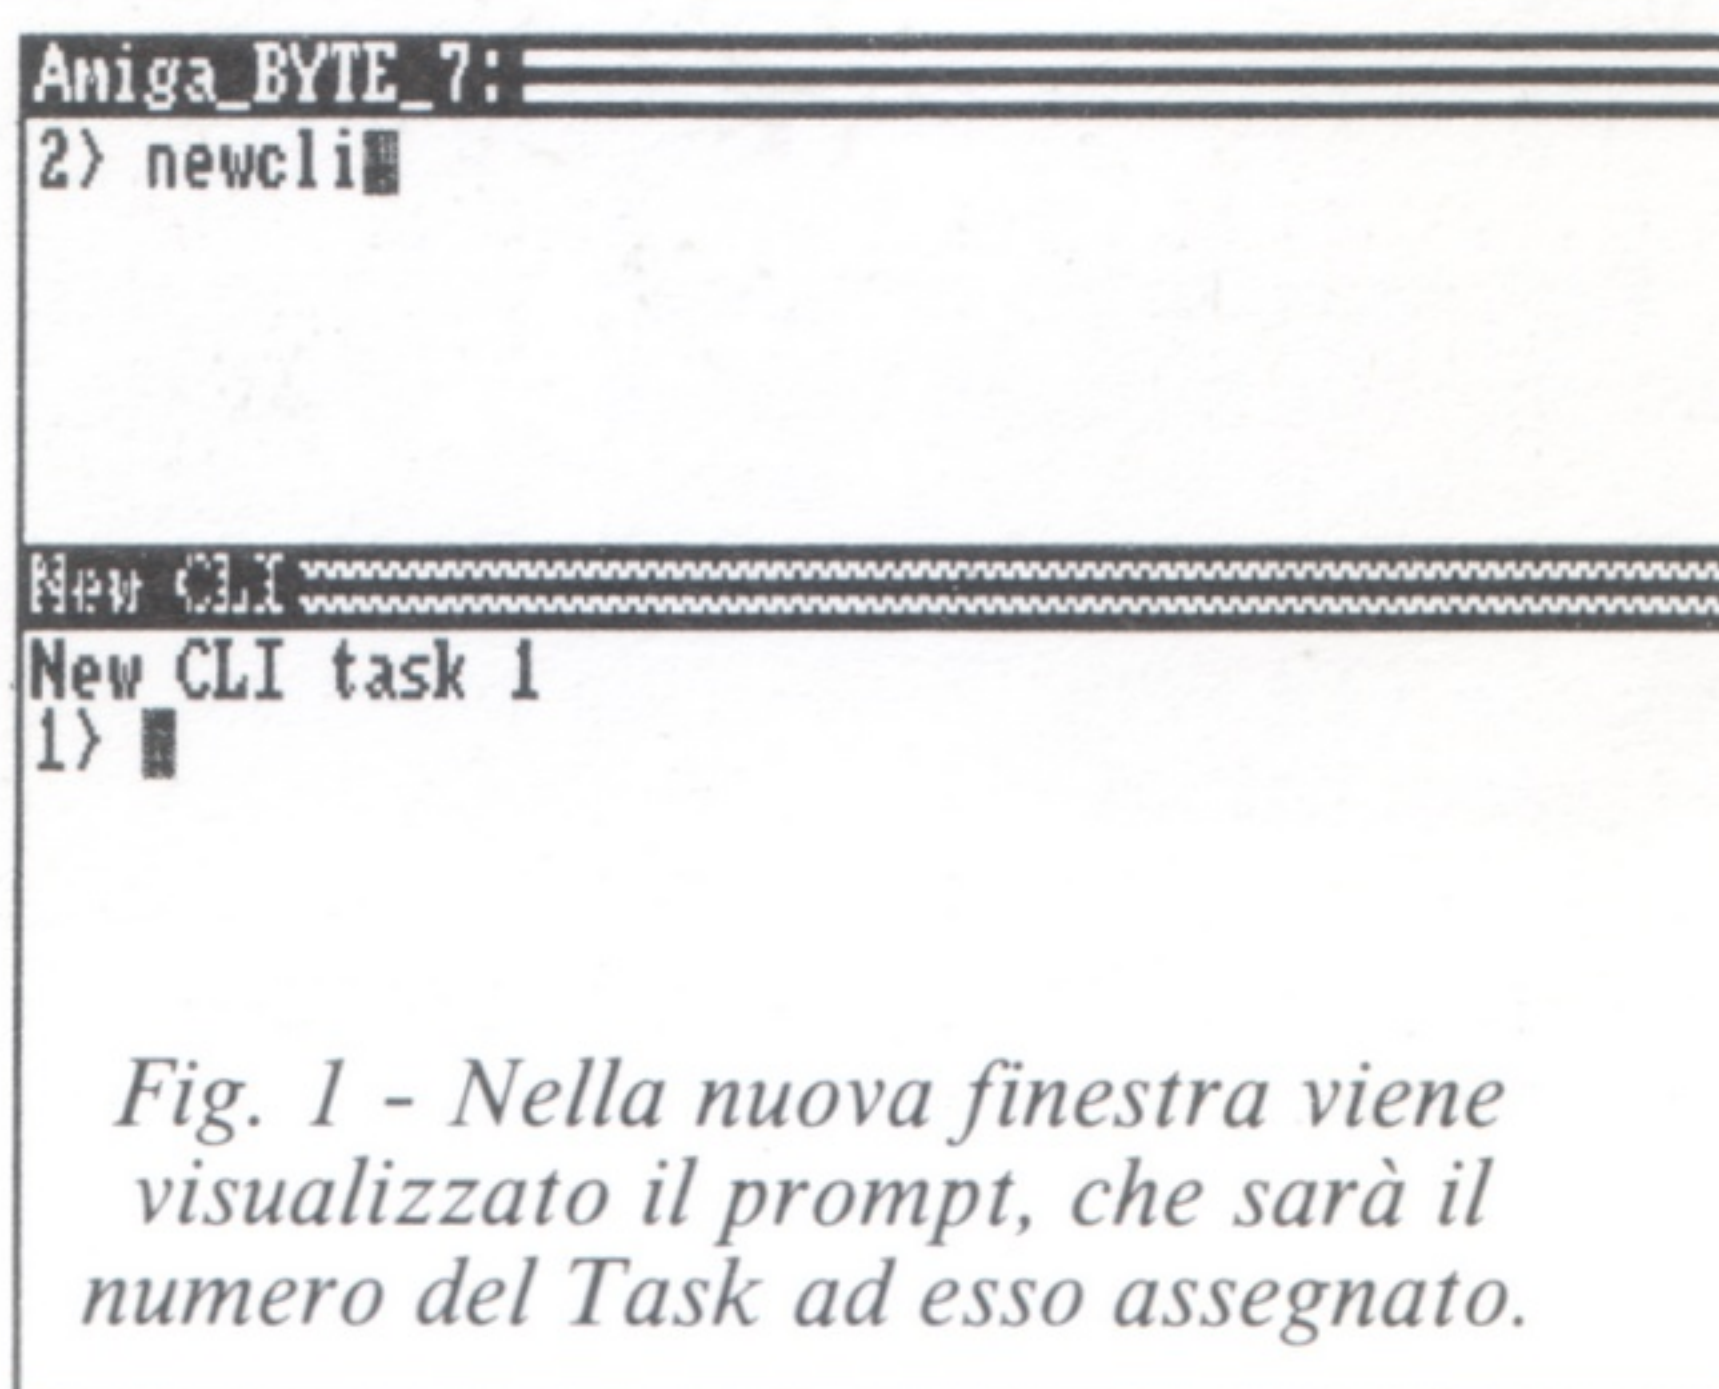 Amiga_BYTE_7:
2> newcli
New CLI
New CLI task 1
1>
Fig. 1 - Nella nuova finestra viene
visualizzato il prompt, che sarà il
numero del Task ad esso assegnato.